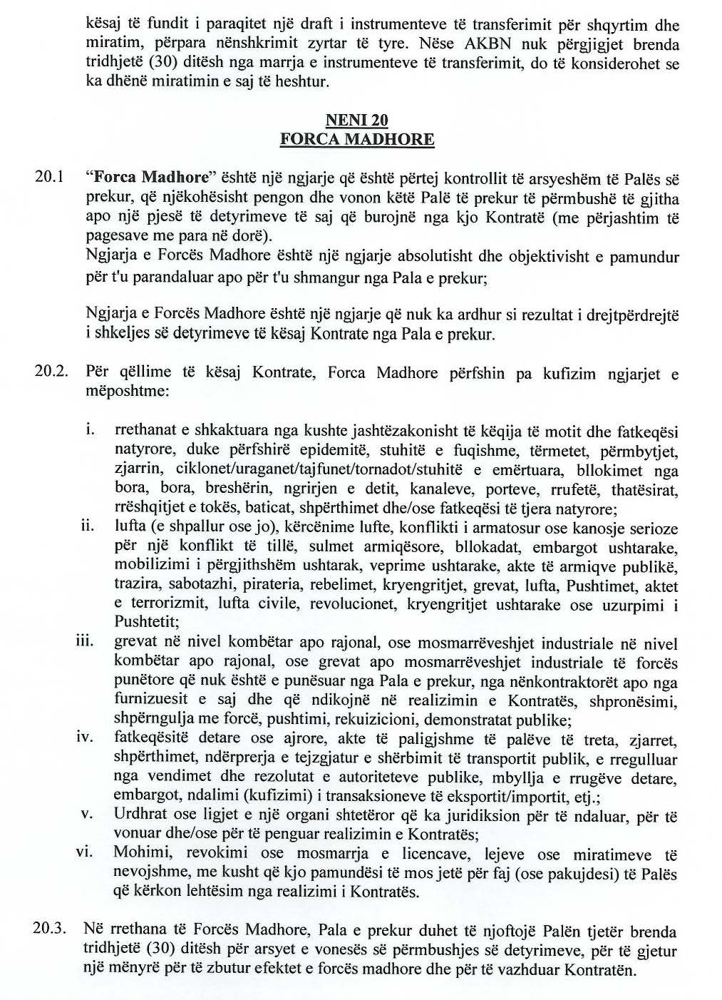 kësaj të fundit i paraqitet një draft i instrumenteve të transferimit për shqyrtim dhe
miratim, përpara nënshkrimit zyrtar të tyre. Nëse AKBN nuk përgjigjet brenda
tridhjetë (30) ditësh nga marrja e instrumenteve të transferimit, do të konsiderohet se
ka dhënë miratimin e saj të heshtur.
NENI 20
FORCA MADHORE
20.1 “Forca Madhore” është një ngjarje që është përtej kontrollit të arsyeshëm të Palës së
prekur, që njëkohësisht pengon dhe vonon këtë Palë të prekur të përmbushë të gjitha
apo një pjesë të detyrimeve të saj që burojnë nga kjo Kontratë (me përjashtim të
pagesave me para në dorë).
Ngjarja e Forcës Madhore është një ngjarje absolutisht dhe objektivisht e pamundur
për t'u parandaluar apo për t'u shmangur nga Pala e prekur;
Ngjarja e Forcës Madhore është një ngjarje që nuk ka ardhur si rezultat i drejtpërdrejtë
i shkeljes së detyrimeve të kësaj Kontrate nga Pala e prekur.
20.2. Për qëllime të kësaj Kontrate, Forca Madhore përfshin pa kufizim ngjarjet e
mëposhtme:
i. rrethanat e shkaktuara nga kushte jashtëzakonisht të këqija të motit dhe fatkeqësi
natyrore, duke përfshirë epidemitë, stuhitë e fuqishme, tërmetet, përmbytjet,
zjarrin, ciklonet/uraganet/tajfunet/tornadot/stuhitë e emërtuara, bllokimet nga
bora, bora, breshërin, ngrirjen e detit, kanaleve, porteve, rrufetë, thatësirat,
rrëshqitjet e tokës, baticat, shpërthimet dhe/ose fatkeqësi të tjera natyrore;
ii. lufta (e shpallur ose jo), kërcënime lufte, konflikti i armatosur ose kanosje serioze
për një konflikt të tillë, sulmet armiqësore, bllokadat, embargot ushtarake,
mobilizimi i përgjithshëm ushtarak, veprime ushtarake, akte të armiqve publikë,
trazira, sabotazhi, pirateria, rebelimet, kryengritjet, grevat, lufta, Pushtimet, aktet
e terrorizmit, lufta civile, revolucionet, kryengritjet ushtarake ose uzurpimi i
Pushtetit;
iii. grevat në nivel kombëtar apo rajonal, ose mosmarrëveshjet industriale në nivel
kombëtar apo rajonal, ose grevat apo mosmarrëveshjet industriale të forcës
punëtore që nuk është e punësuar nga Pala e prekur, nga nënkontraktorët apo nga
furnizuesit e saj dhe që ndikojnë në realizimin e Kontratës, shpronësimi,
shpërngulja me forcë, pushtimi, rekuizicioni, demonstratat publike;
iv. fatkeqësitë detare ose ajrore, akte të paligjshme të palëve të treta, zjarret,
shpërthimet, ndërprerja e tejzgjatur e shërbimit të transportit publik, e rregulluar
nga vendimet dhe rezolutat e autoriteteve publike, mbyllja e rrugëve detare,
embargot, ndalimi (kufizimi) i transaksioneve të eksportit/importit, etj.;
v. Urdhrat ose ligjet e një organi shtetëror që ka juridiksion për të ndaluar, për të
vonuar dhe/ose për të penguar realizimin e Kontratës;
vi. Mohimi, revokimi ose mosmarrja e licencave, lejeve ose miratimeve të
nevojshme, me kusht që kjo pamundësi të mos jetë për faj (ose pakujdesi) të Palës
që kërkon lehtësim nga realizimi i Kontratës.
20.3. Në rrethana të Forcës Madhore, Pala e prekur duhet të njoftojë Palën tjetër brenda
tridhjetë (30) ditësh për arsyet e vonesës së përmbushjes së detyrimeve, për të gjetur
një mënyrë për të zbutur efektet e forcës madhore dhe për të vazhduar Kontratën.